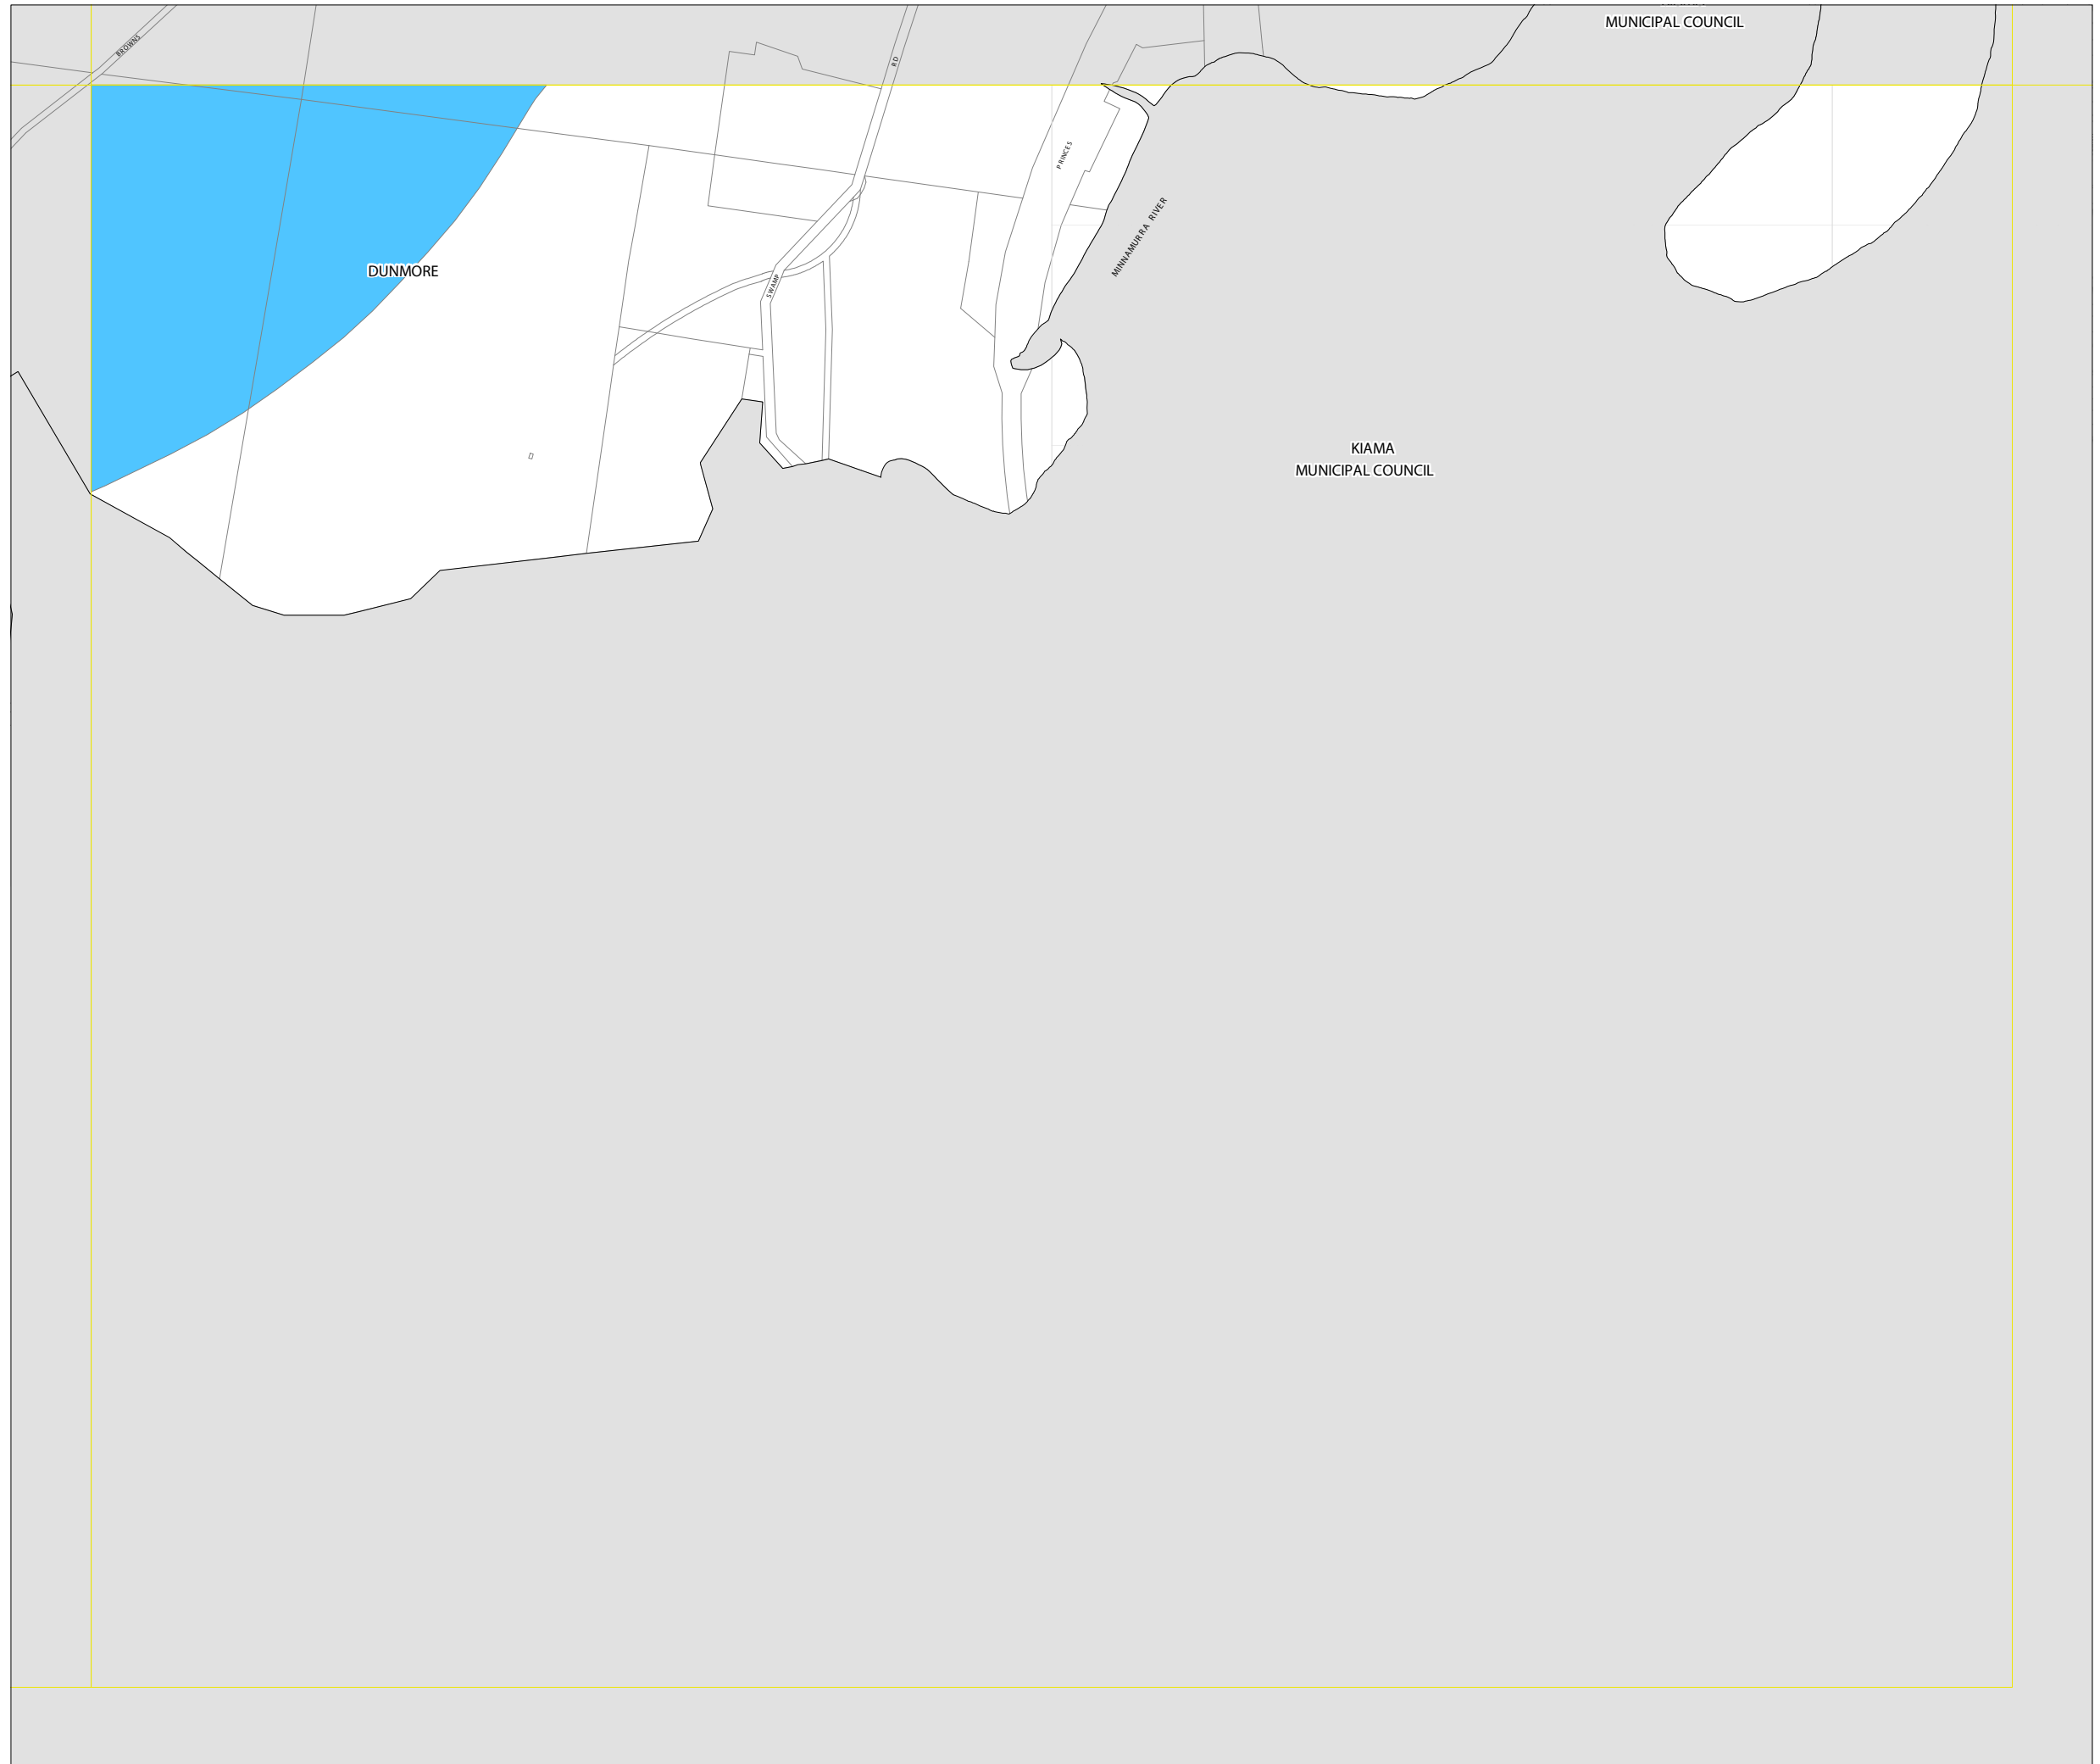 MUNICIPAL COUNCIL
BROWNS
RD
PRINCES
MINNAMURRA RIVER
DUNMORE
SWAMP
KIAMA
MUNICIPAL COUNCIL